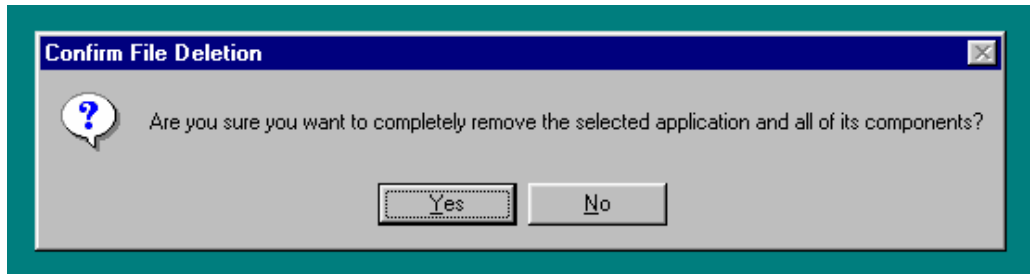 Confirm File Deletion
?
Are you sure you want to completely remove the selected application and all of its components?
Yes No